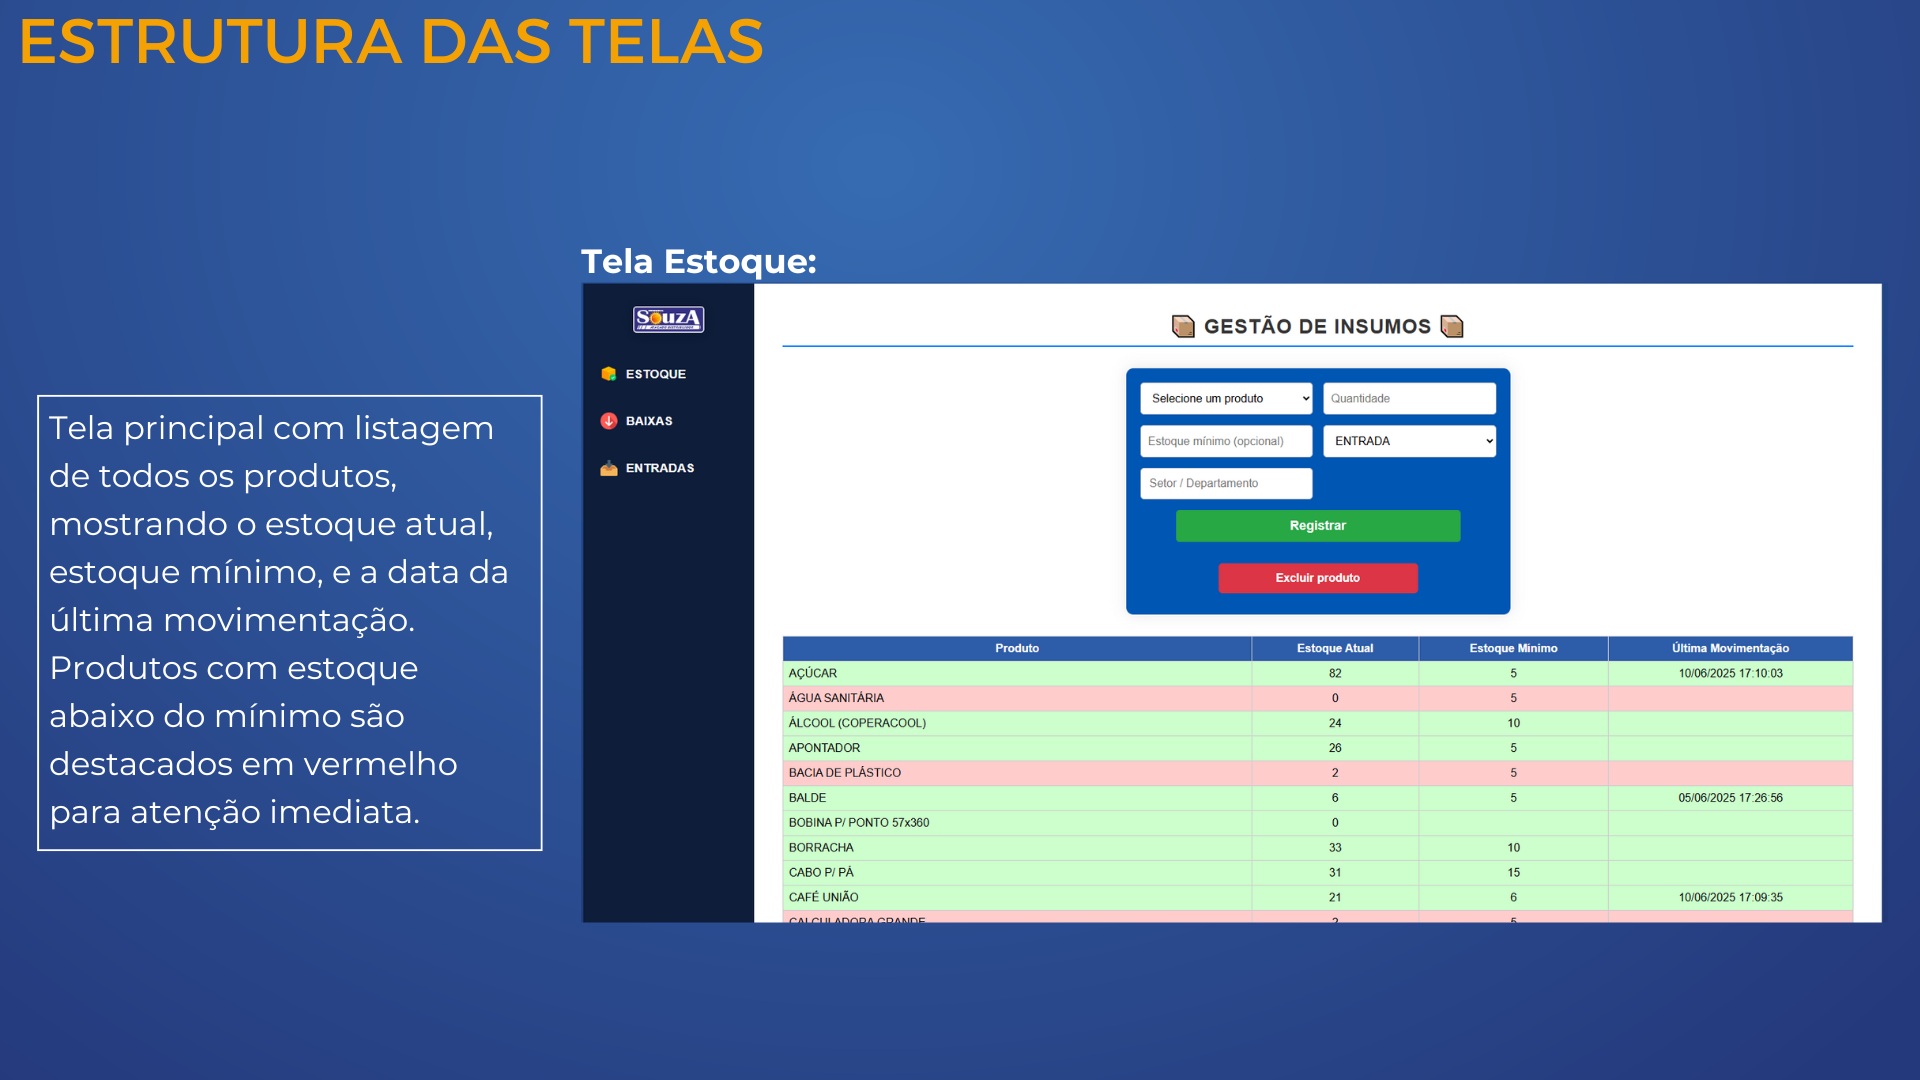 ESTRUTURA DAS TELAS
Tela principal com listagem
de todos os produtos,
mostrando o estoque atual,
estoque mínimo, e a data da
última movimentação.
Produtos com estoque
abaixo do mínimo são
destacados em vermelho
para atenção imediata.
Tela Estoque:
SouzA
ESTOQUE
BAIXAS
ENTRADAS
GESTÃO DE INSUMOS
Selecione um produto Quantidade
Estoque mínimo (opcional) ENTRADA
Setor / Departamento
Registrar
Excluir produto
Produto Estoque Atual Estoque Mínimo Última Movimentação
AÇÚCAR 82 5 10/06/2025 17:10:03
ÁGUA SANITÁRIA 0 5
ÁLCOOL (COPERACOOL) 24 10
APONTADOR 26 5
BACIA DE PLÁSTICO 2 5
BALDE 6 5 05/06/2025 17:26:56
BOBINA P/ PONTO 57x360 0
BORRACHA 33 10
CABO P/ PÁ 31 15
CAFÉ UNIÃO 21 6 10/06/2025 17:09:35
CALCULADORA GRANDE 2 5